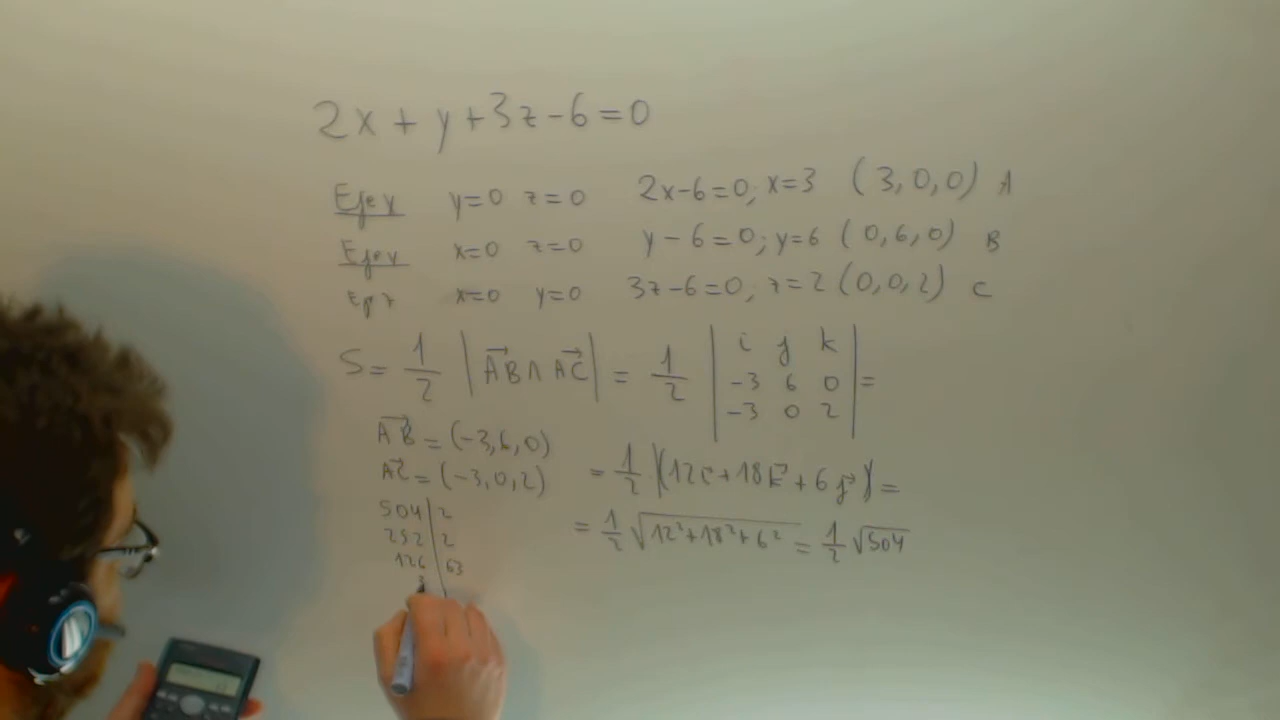 2x + y + 3z - 6 = 0
Eje x y=0 z=0 2x-6=0; x=3 (3,0,0) A
Eje y x=0 z=0 y-6=0; y=6 (0,6,0) B
Eje z x=0 y=0 3z-6=0; z=2 (0,0,2) C
S = 1/2 |AB⃗ ∧ AC⃗| = 1/2 | i j k
-3 6 0
-3 0 2 | =
AB⃗ = (-3,6,0)
AC⃗ = (-3,0,2) = 1/2 |(12i⃗ + 18k⃗ + 6j⃗)| =
= 1/2 √12²+18²+6² = 1/2 √504
504 | 2
252 | 2
126 | 63
3